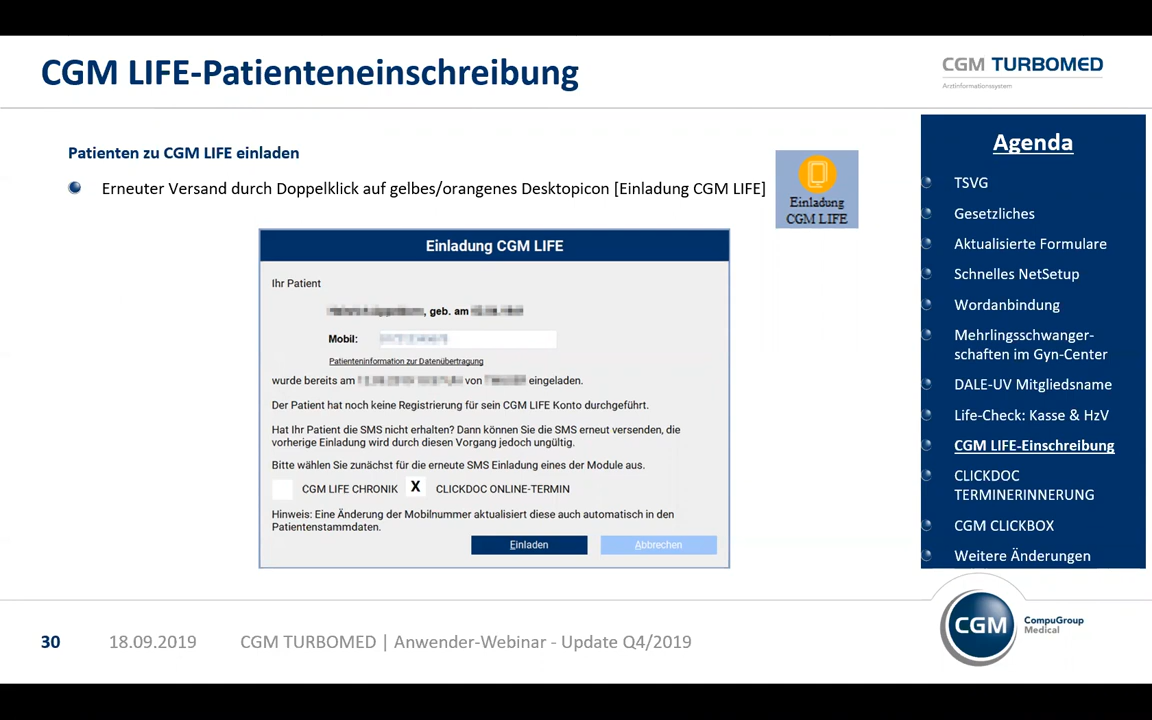 CGM LIFE-Patienteneinschreibung
CGM TURBOMED
Arztinformationssystem
Patienten zu CGM LIFE einladen
Erneuter Versand durch Doppelklick auf gelbes/orangenes Desktopicon [Einladung CGM LIFE]
Einladung
CGM LIFE
Einladung CGM LIFE
Ihr Patient
, geb. am
Mobil:
Patienteninformation zur Datenübertragung
wurde bereits am von eingeladen.
Der Patient hat noch keine Registrierung für sein CGM LIFE Konto durchgeführt.
Hat Ihr Patient die SMS nicht erhalten? Dann können Sie die SMS erneut versenden, die
vorherige Einladung wird durch diesen Vorgang jedoch ungültig.
Bitte wählen Sie zunächst für die erneute SMS Einladung eines der Module aus.
CGM LIFE CHRONIK X CLICKDOC ONLINE-TERMIN
Hinweis: Eine Änderung der Mobilnummer aktualisiert diese auch automatisch in den
Patientenstammdaten.
Einladen Abbrechen
Agenda
TSVG
Gesetzliches
Aktualisierte Formulare
Schnelles NetSetup
Wordanbindung
Mehrlingsschwanger-
schaften im Gyn-Center
DALE-UV Mitgliedsname
Life-Check: Kasse & HzV
CGM LIFE-Einschreibung
CLICKDOC
TERMINERINNERUNG
CGM CLICKBOX
Weitere Änderungen
30 18.09.2019 CGM TURBOMED | Anwender-Webinar - Update Q4/2019
CGM
CompuGroup
Medical